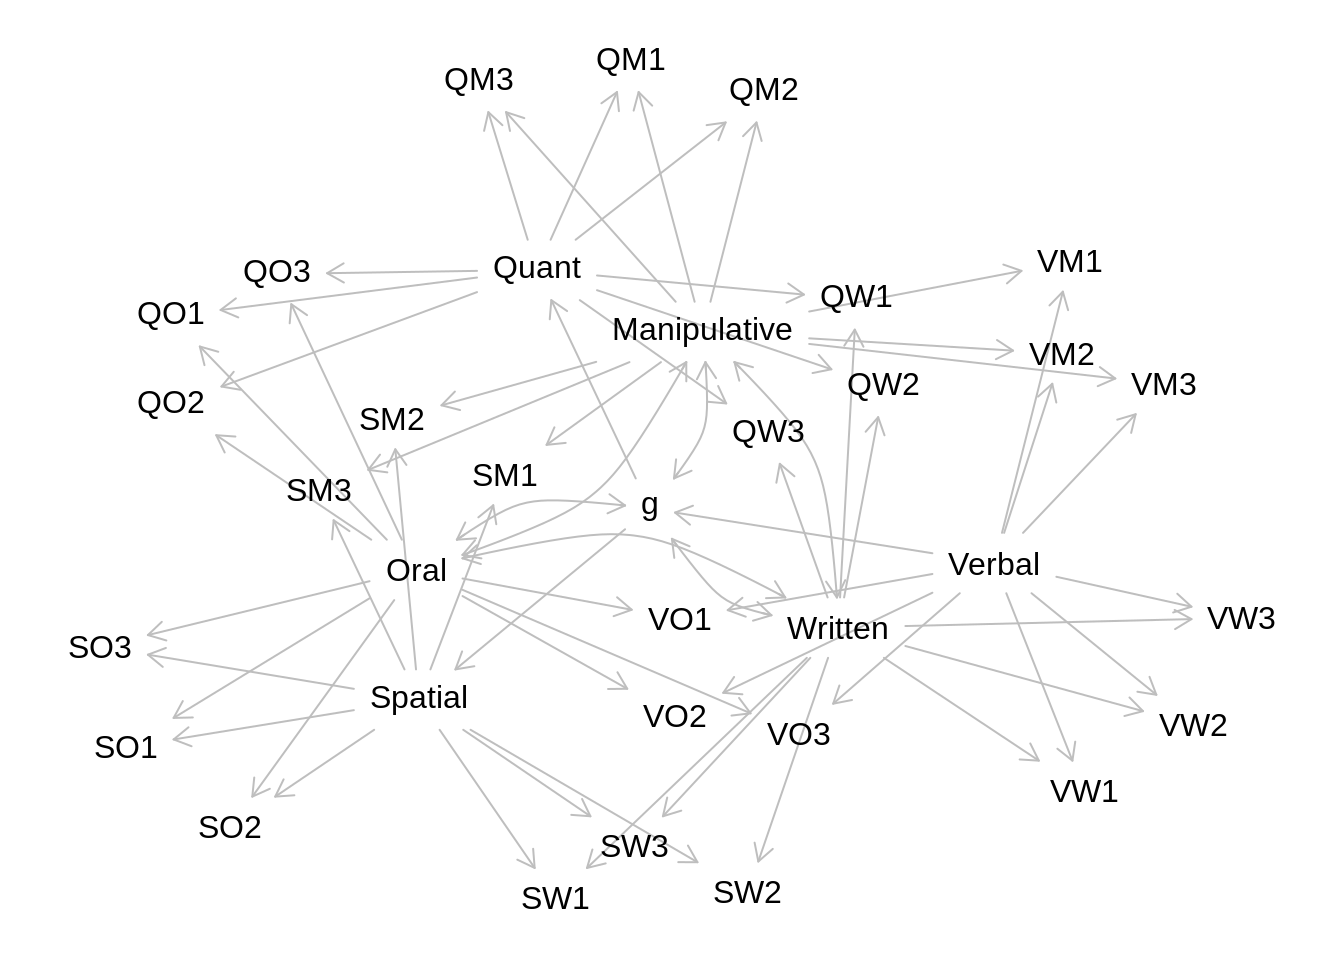 QM1
QM3
QM2
VM1
Quant
QO3
QW1
QO1
Manipulative
VM2
QW2
VM3
QO2
SM2
QW3
SM1
SM3
g
Verbal
Oral
VO1
VW3
Written
SO3
Spatial
VO2
VW2
VO3
SO1
VW1
SO2
SW3
SW2
SW1